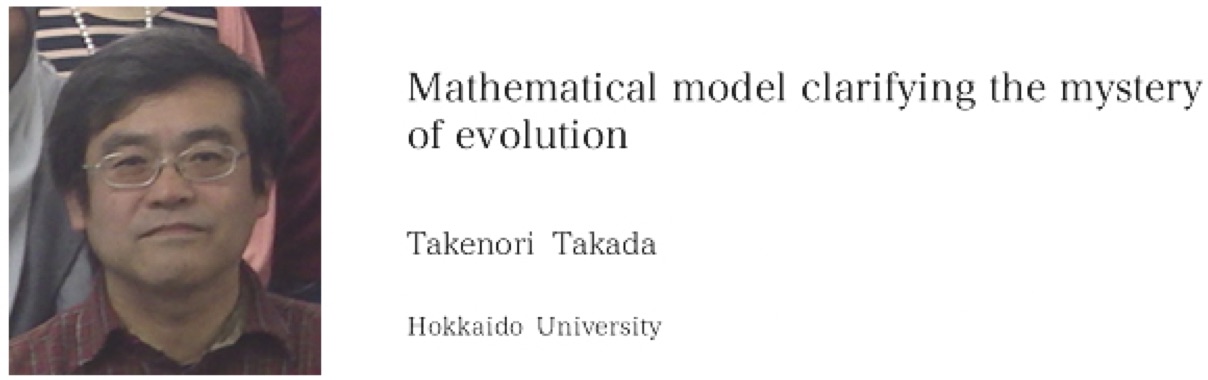 Mathematical model clarifying the mystery
of evolution
Takenori Takada
Hokkaido University